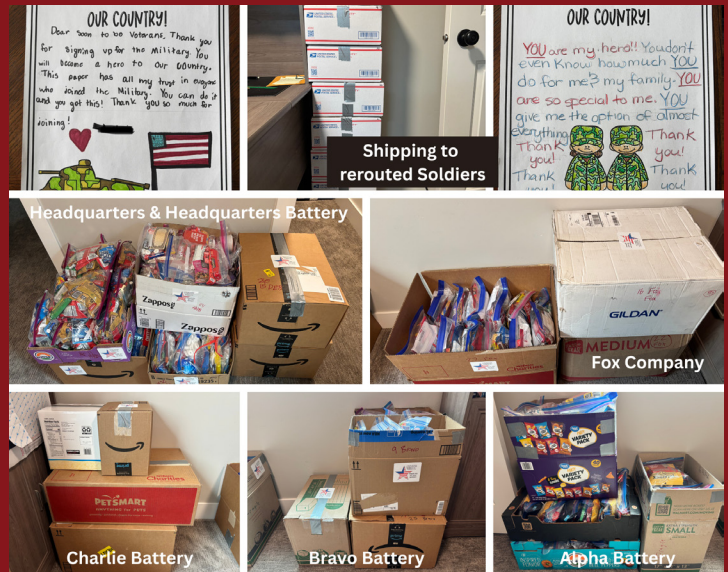 OUR COUNTRY!
Dear soon to be Veterans. Thank you
for signing up for the Military. You
will become a hero to our Country.
This paper has all my trust in everyone
who joined the Military. You can do it
and you got this! Thank you so much for
joining!
Shipping to
rerouted Soldiers
OUR COUNTRY!
YOU are my hero!! You don't
even know how much YOU
do for me & my family. YOU
are so special to me. YOU
give me the option of almost
everything
Thank
you!
Thank
you!
Thank
you!
Thank
you!
Headquarters & Headquarters Battery
Zappos
Zappos
GILDAN
MEDIUM
Fox Company
Charities
PETSMART
ANYTHING FOR PETS
Charlie Battery
Bravo Battery
VARIETY
PACK
VARIETY
PACK
SMALL
Alpha Battery